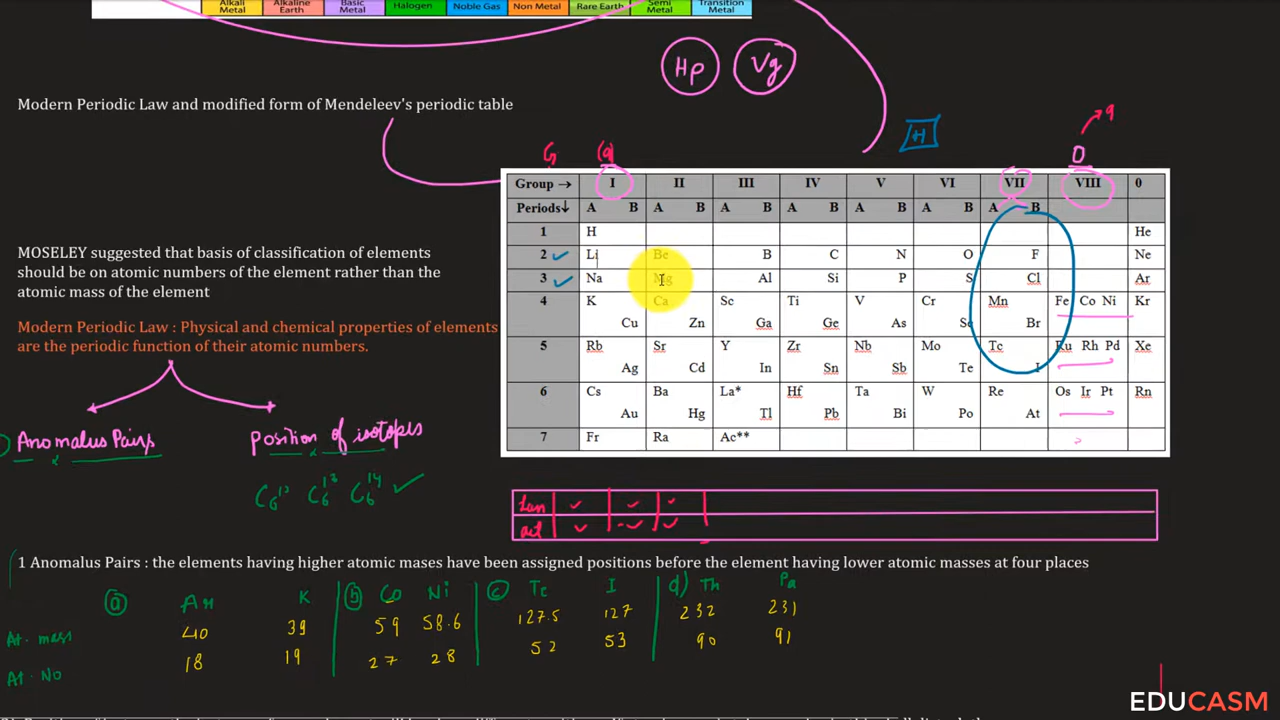 Alkali Metal Alkaline Earth Basic Metal Halogen Noble Gas Non Metal Rare Earth Semi Metal Transition Metal
Hp Vg
Modern Periodic Law and modified form of Mendeleev's periodic table
H
G (9) 0 9
Group → I II III IV V VI VII VIII 0
Periods↓ A B A B A B A B A B A B A B
1 H He
2 Li Be B C N O F Ne
3 Na Mg Al Si P S Cl Ar
4 K Ca Sc Ti V Cr Mn Fe Co Ni Kr
Cu Zn Ga Ge As Se Br
5 Rb Sr Y Zr Nb Mo Tc Ru Rh Pd Xe
Ag Cd In Sn Sb Te I
6 Cs Ba La* Hf Ta W Re Os Ir Pt Rn
Au Hg Tl Pb Bi Po At
7 Fr Ra Ac**
MOSELEY suggested that basis of classification of elements
should be on atomic numbers of the element rather than the
atomic mass of the element
Modern Periodic Law : Physical and chemical properties of elements
are the periodic function of their atomic numbers.
Anomalus Pairs
Position of isotopes
C6 12 C6 13 C6 14
Lan
act
1 Anomalus Pairs : the elements having higher atomic mases have been assigned positions before the element having lower atomic masses at four places
a Ar K b Co Ni c Te I d) Th Pa
At. mass 40 39 59 58.6 127.5 127 232 231
At. No 18 19 27 28 52 53 90 91
EDUCASM